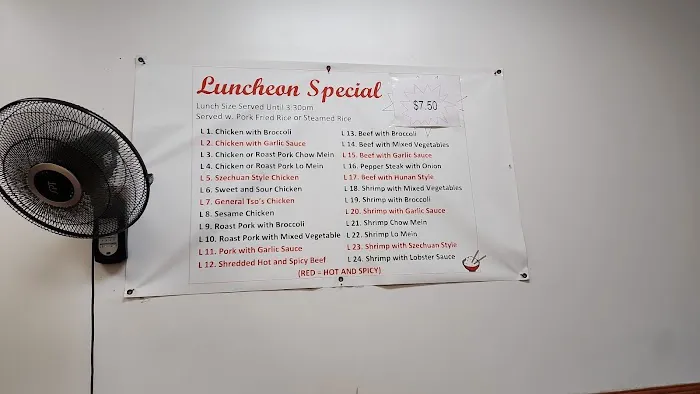 Luncheon Special
$7.50
Lunch Size Served Until 3:30pm
Served w. Pork Fried Rice or Steamed Rice
L 1. Chicken with Broccoli
L 2. Chicken with Garlic Sauce
L 3. Chicken or Roast Pork Chow Mein
L 4. Chicken or Roast Pork Lo Mein
L 5. Szechuan Style Chicken
L 6. Sweet and Sour Chicken
L 7. General Tso's Chicken
L 8. Sesame Chicken
L 9. Roast Pork with Broccoli
L 10. Roast Pork with Mixed Vegetable
L 11. Pork with Garlic Sauce
L 12. Shredded Hot and Spicy Beef
L 13. Beef with Broccoli
L 14. Beef with Mixed Vegetables
L 15. Beef with Garlic Sauce
L 16. Pepper Steak with Onion
L 17. Beef with Hunan Style
L 18. Shrimp with Mixed Vegetables
L 19. Shrimp with Broccoli
L 20. Shrimp with Garlic Sauce
L 21. Shrimp Chow Mein
L 22. Shrimp Lo Mein
L 23. Shrimp with Szechuan Style
L 24. Shrimp with Lobster Sauce
(RED = HOT AND SPICY)